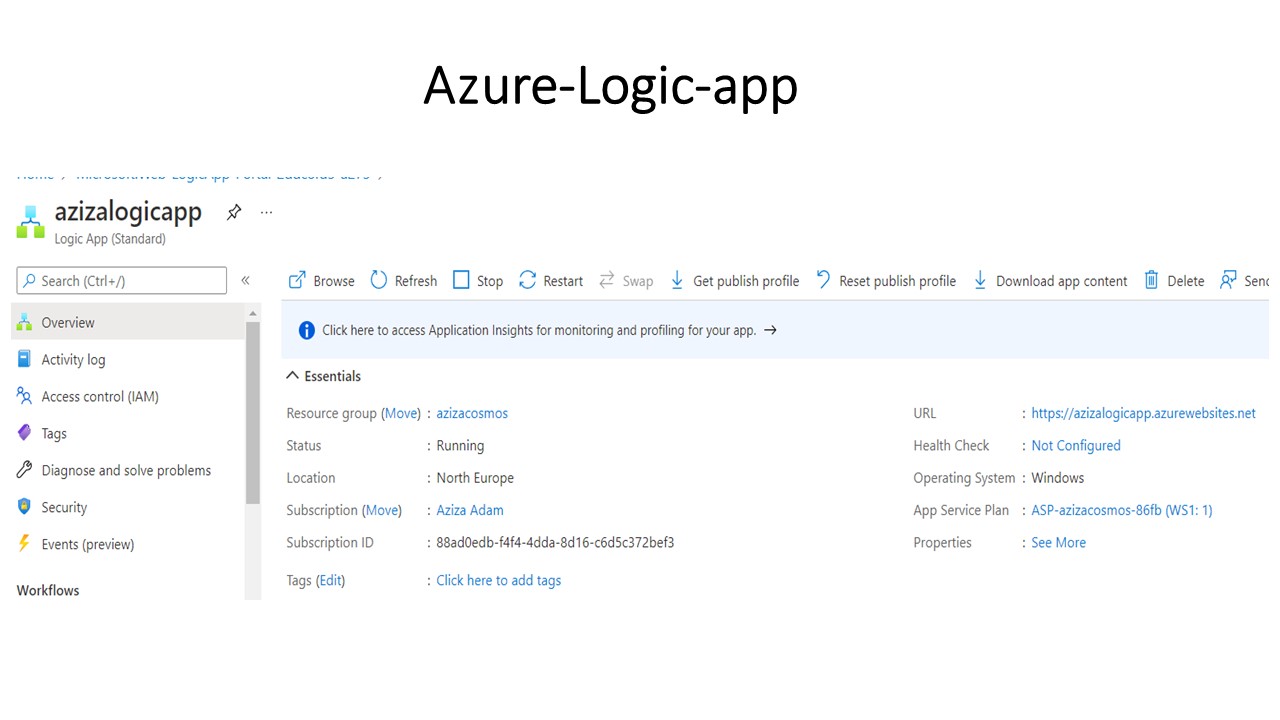 Azure-Logic-app
azizalogicapp ...
Logic App (Standard)
Search (Ctrl+/) «
Browse Refresh Stop Restart Swap Get publish profile Reset publish profile Download app content Delete
Overview
Activity log
Access control (IAM)
Tags
Diagnose and solve problems
Security
Events (preview)
Workflows
Click here to access Application Insights for monitoring and profiling for your app. →
Essentials
Resource group (Move) : azizacosmos
Status : Running
Location : North Europe
Subscription (Move) : Aziza Adam
Subscription ID : 88ad0edb-f4f4-4dda-8d16-c6d5c372bef3
Tags (Edit) : Click here to add tags
URL : https://azizalogicapp.azurewebsites.net
Health Check : Not Configured
Operating System : Windows
App Service Plan : ASP-azizacosmos-86fb (WS1: 1)
Properties : See More